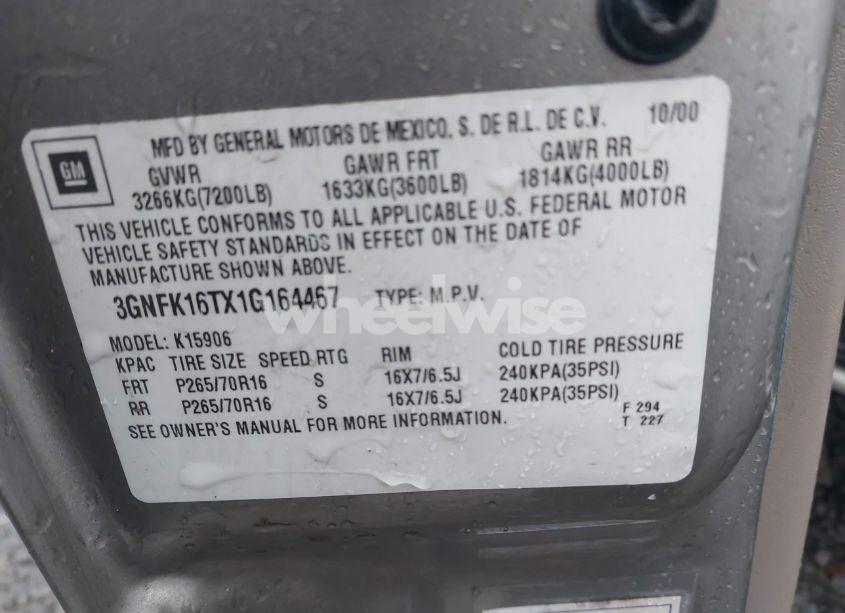 GM
MFD BY GENERAL MOTORS DE MEXICO, S. DE R.L. DE C.V. 10/00
GVWR GAWR FRT GAWR RR
3266KG(7200LB) 1633KG(3600LB) 1814KG(4000LB)
THIS VEHICLE CONFORMS TO ALL APPLICABLE U.S. FEDERAL MOTOR
VEHICLE SAFETY STANDARDS IN EFFECT ON THE DATE OF
MANUFACTURE SHOWN ABOVE.
3GNFK16TX1G164467 TYPE: M.P.V.
wheelwise
MODEL: K15906
KPAC TIRE SIZE SPEED RTG RIM COLD TIRE PRESSURE
FRT P265/70R16 S 16X7/6.5J 240KPA(35PSI)
RR P265/70R16 S 16X7/6.5J 240KPA(35PSI)
SEE OWNER'S MANUAL FOR MORE INFORMATION.
F 294
T 227